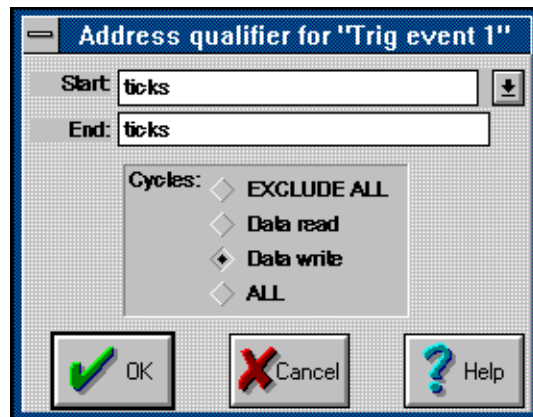 Address qualifier for "Trig event 1"
Start: ticks
End: ticks
Cycles: EXCLUDE ALL
Data read
Data write
ALL
OK Cancel Help